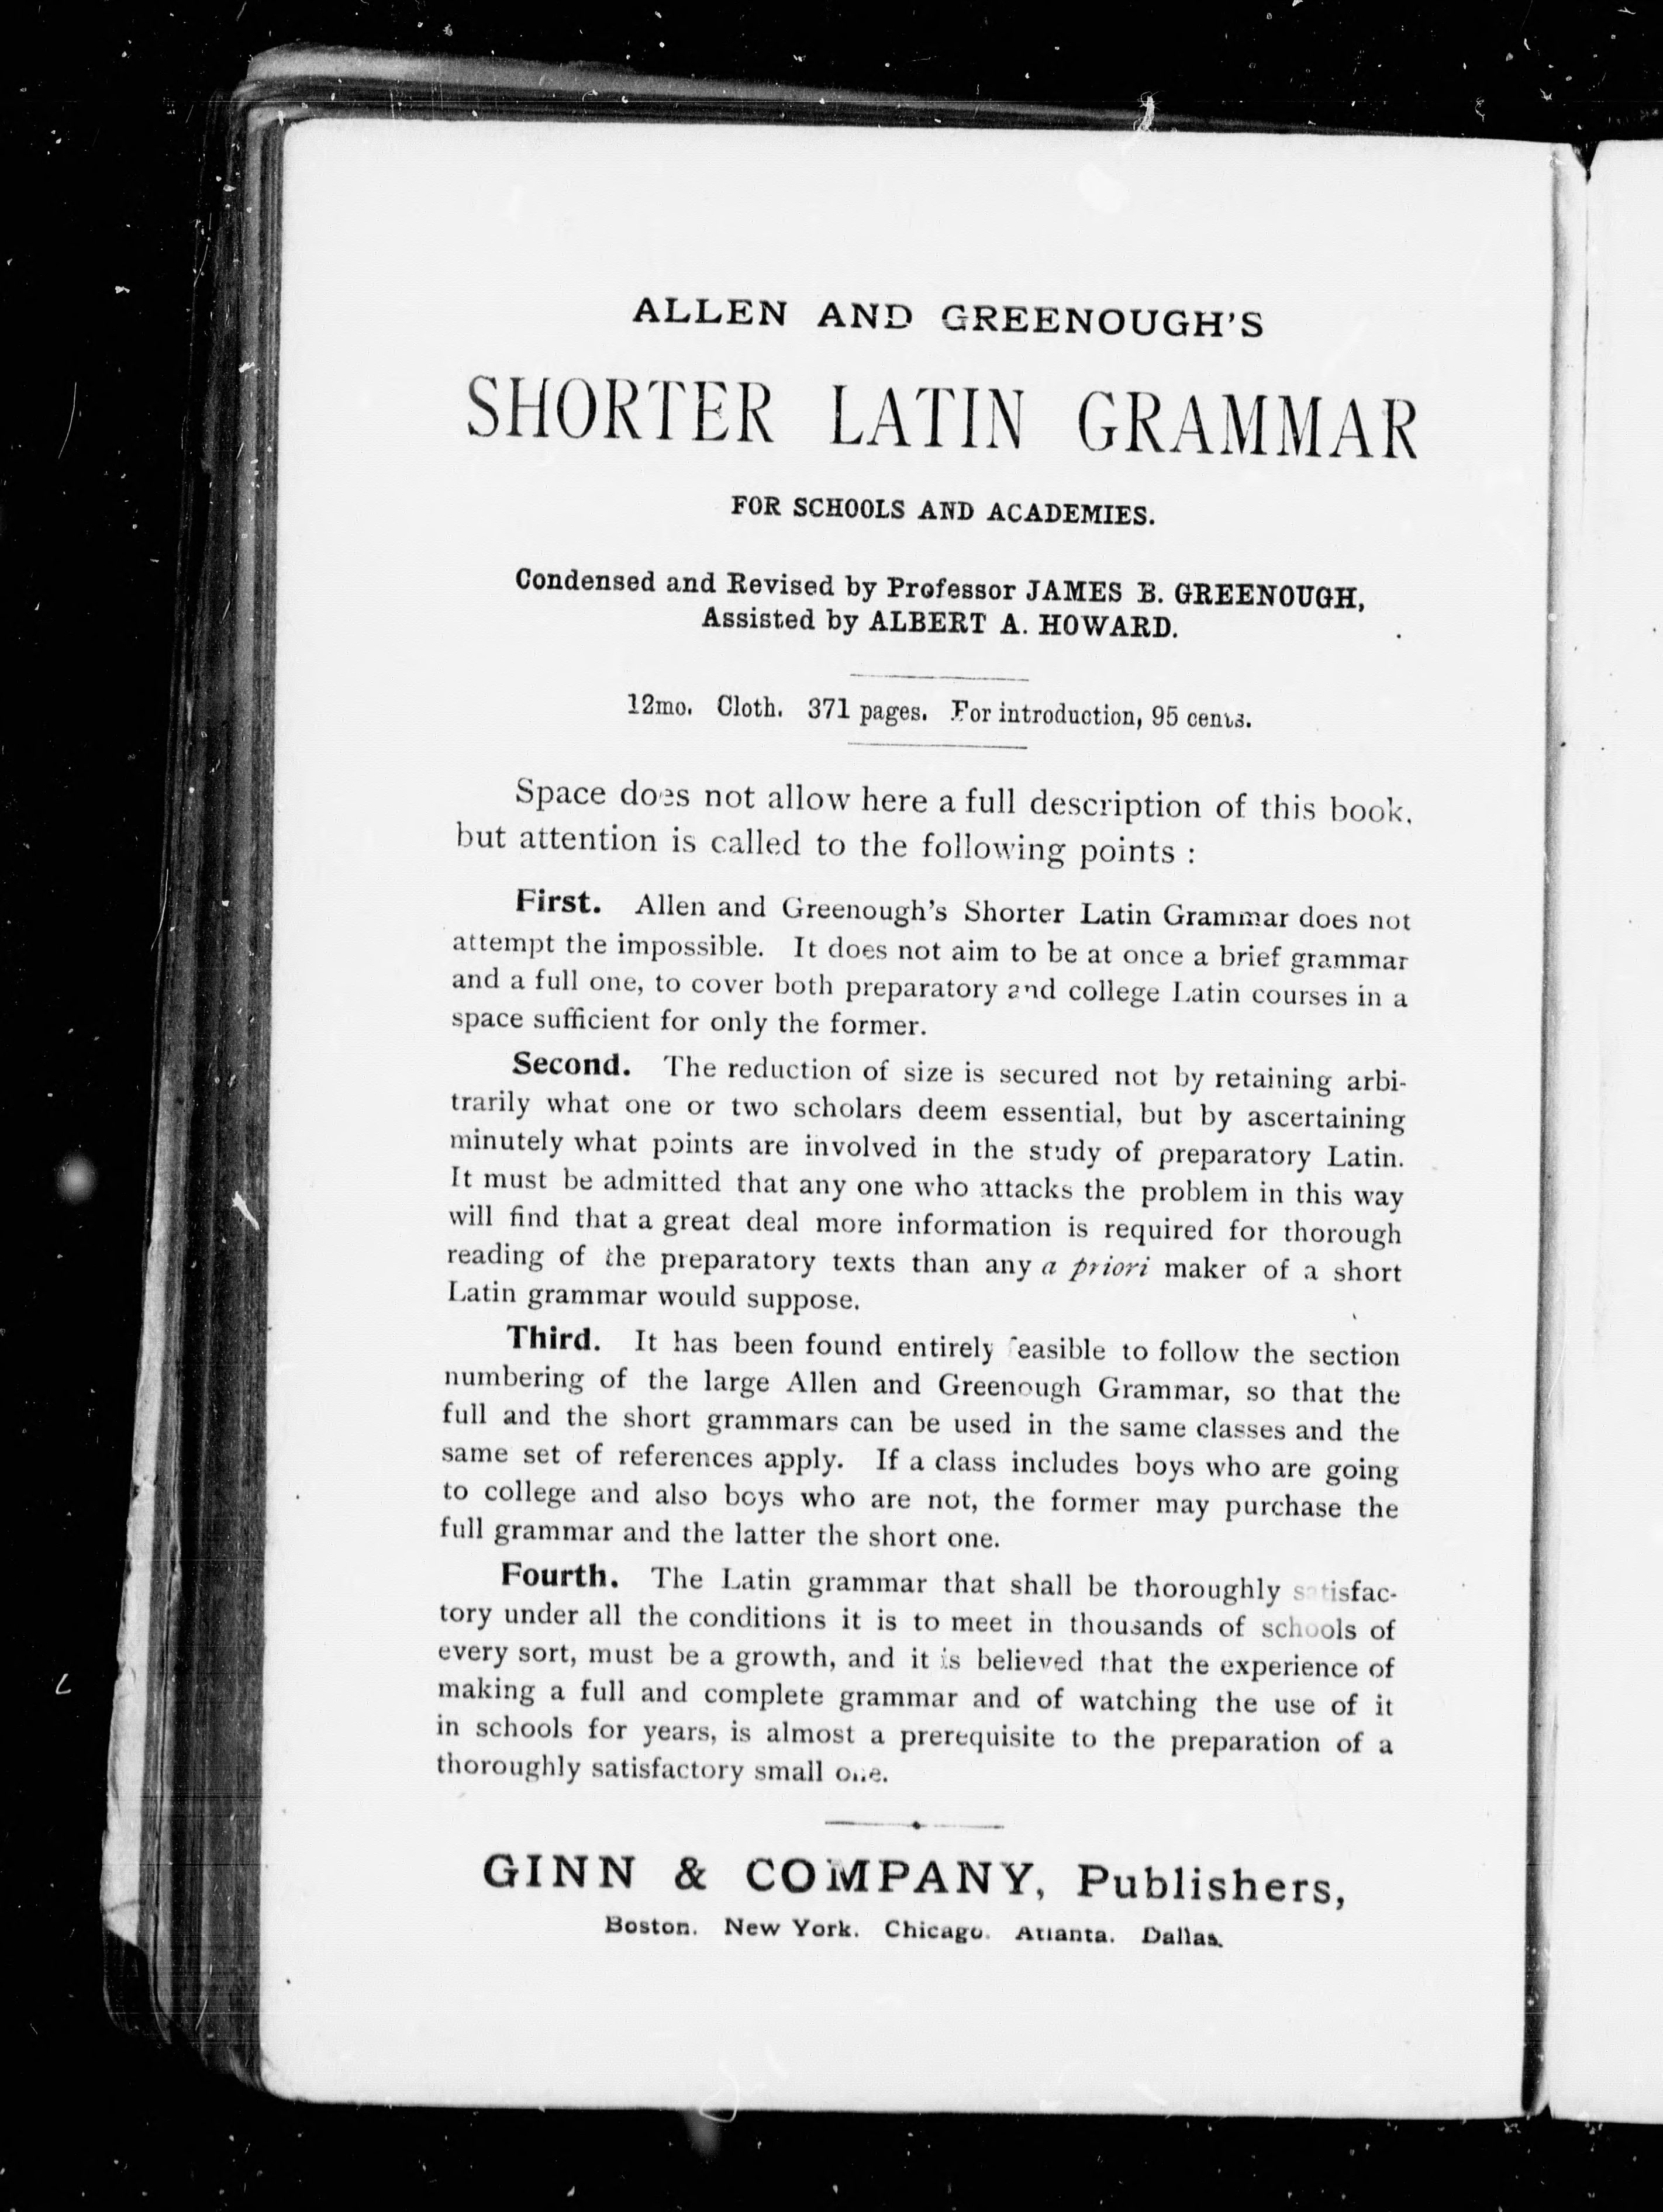 ALLEN AND GREENOUGH'S
SHORTER LATIN GRAMMAR
FOR SCHOOLS AND ACADEMIES.
Condensed and Revised by Professor JAMES B. GREENOUGH,
Assisted by ALBERT A. HOWARD.
12mo. Cloth. 371 pages. For introduction, 95 cents.
Space does not allow here a full description of this book,
but attention is called to the following points :
First. Allen and Greenough's Shorter Latin Grammar does not
attempt the impossible. It does not aim to be at once a brief grammar
and a full one, to cover both preparatory and college Latin courses in a
space sufficient for only the former.
Second. The reduction of size is secured not by retaining arbi-
trarily what one or two scholars deem essential, but by ascertaining
minutely what points are involved in the study of preparatory Latin.
It must be admitted that any one who attacks the problem in this way
will find that a great deal more information is required for thorough
reading of the preparatory texts than any a priori maker of a short
Latin grammar would suppose.
Third. It has been found entirely feasible to follow the section
numbering of the large Allen and Greenough Grammar, so that the
full and the short grammars can be used in the same classes and the
same set of references apply. If a class includes boys who are going
to college and also boys who are not, the former may purchase the
full grammar and the latter the short one.
Fourth. The Latin grammar that shall be thoroughly satisfac-
tory under all the conditions it is to meet in thousands of schools of
every sort, must be a growth, and it is believed that the experience of
making a full and complete grammar and of watching the use of it
in schools for years, is almost a prerequisite to the preparation of a
thoroughly satisfactory small one.
GINN & COMPANY, Publishers,
Boston. New York. Chicago. Atlanta. Dallas.